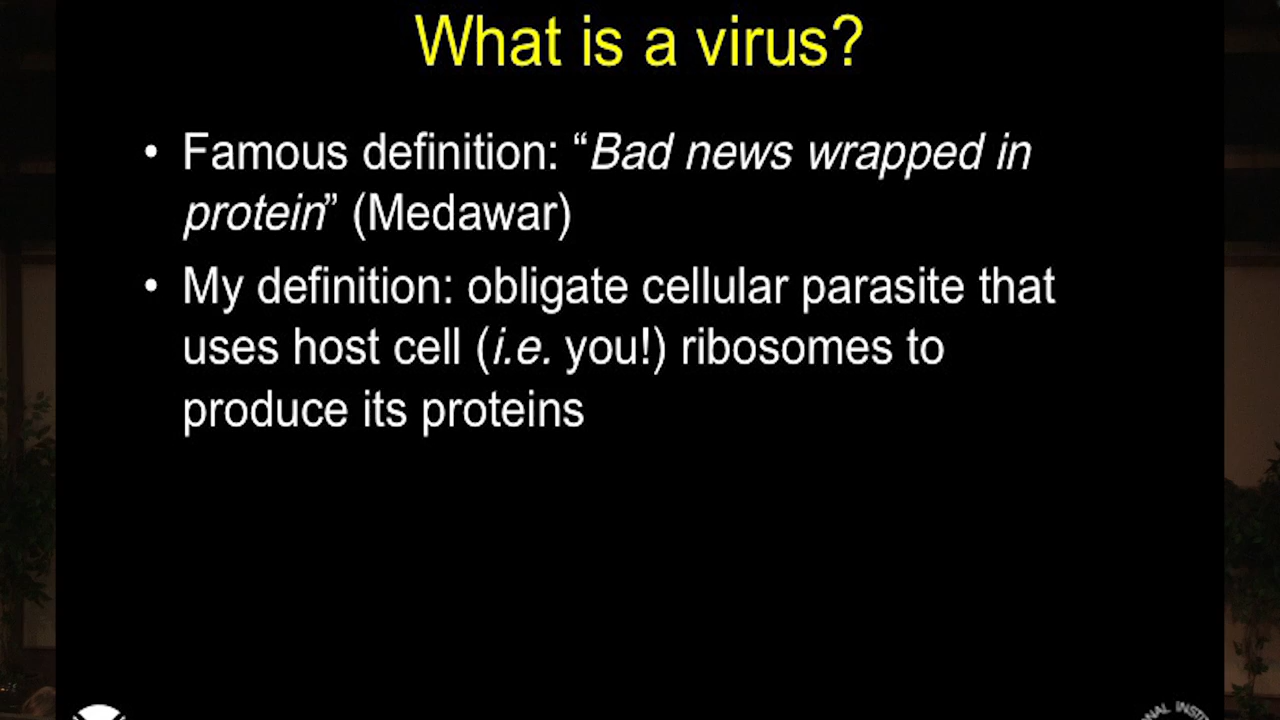 What is a virus?
• Famous definition: “Bad news wrapped in
protein” (Medawar)
• My definition: obligate cellular parasite that
uses host cell (i.e. you!) ribosomes to
produce its proteins